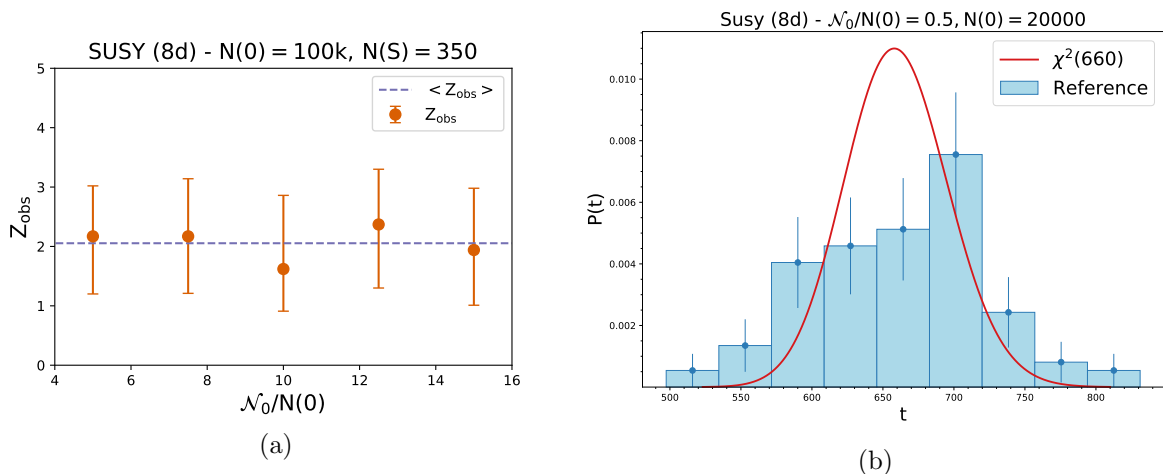 SUSY (8d) - N(0) = 100k, N(S) = 350
5
4
3
2
1
0
Z_obs
< Z_obs >
Z_obs
4 6 8 10 12 14 16
𝒩_0/N(0)
(a)
Susy (8d) - 𝒩_0/N(0) = 0.5, N(0) = 20000
0.010
0.008
0.006
0.004
0.002
P(t)
χ²(660)
Reference
500 550 600 650 700 750 800
t
(b)